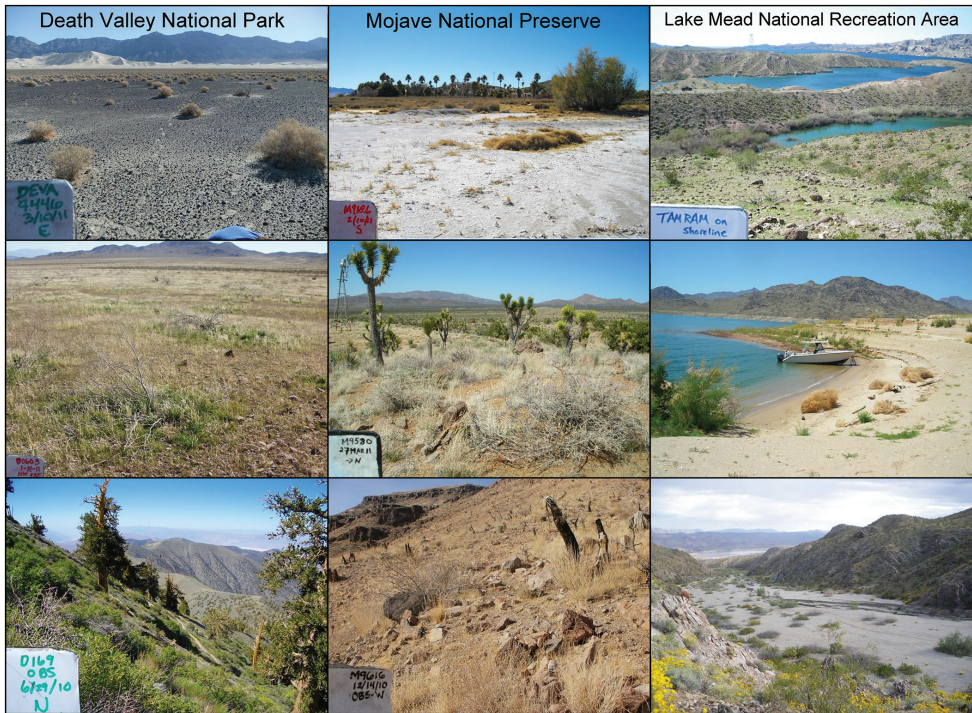 Death Valley National Park
Mojave National Preserve
Lake Mead National Recreation Area
DEVA
4446
3/10/11
E
S
TAMRAM on
Shoreline
M9580
27MAR11
→N
D169
OBS
6/29/10
N
M9616
12/14/10
OBS-W